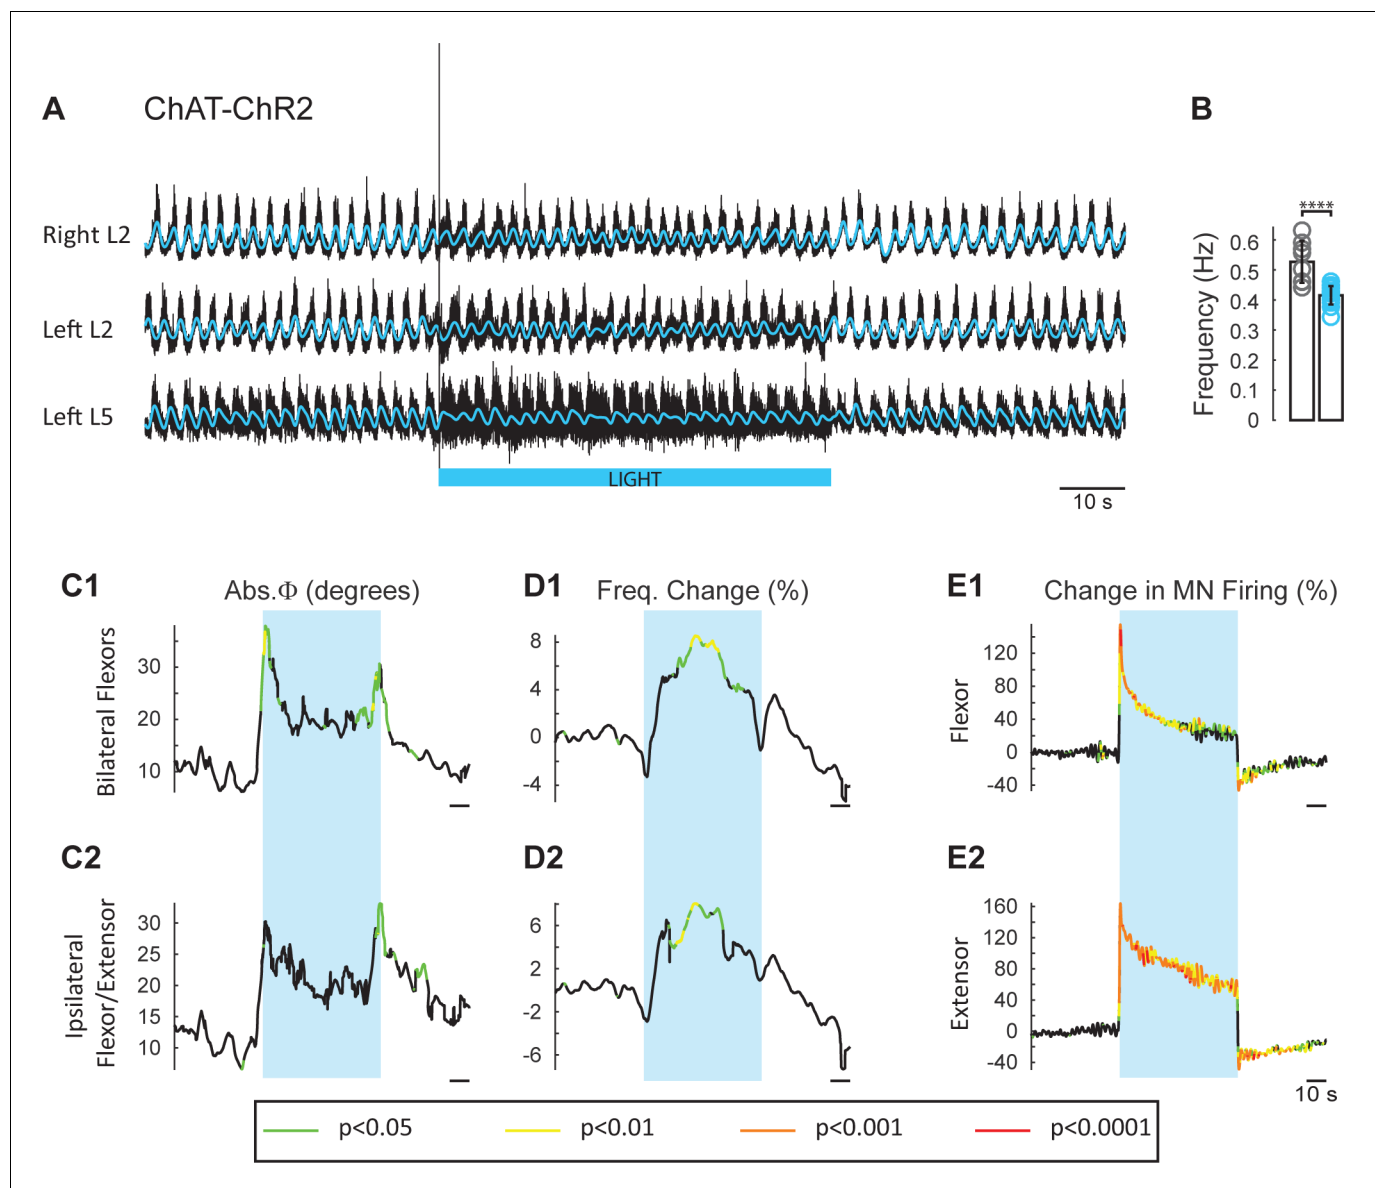 A ChAT-ChR2 B
Right L2
Left L2
Left L5
LIGHT
10 s
****
Frequency (Hz)
0.6
0.5
0.4
0.3
0.2
0.1
0
C1 Abs.Φ (degrees) D1 Freq. Change (%) E1 Change in MN Firing (%)
Bilateral Flexors
30
20
10
8
4
0
-4
Flexor
120
80
40
0
-40
C2 D2 E2
Ipsilateral
Flexor/Extensor
30
25
20
15
10
6
2
-2
-6
Extensor
160
120
80
40
0
-40
10 s
p<0.05 p<0.01 p<0.001 p<0.0001